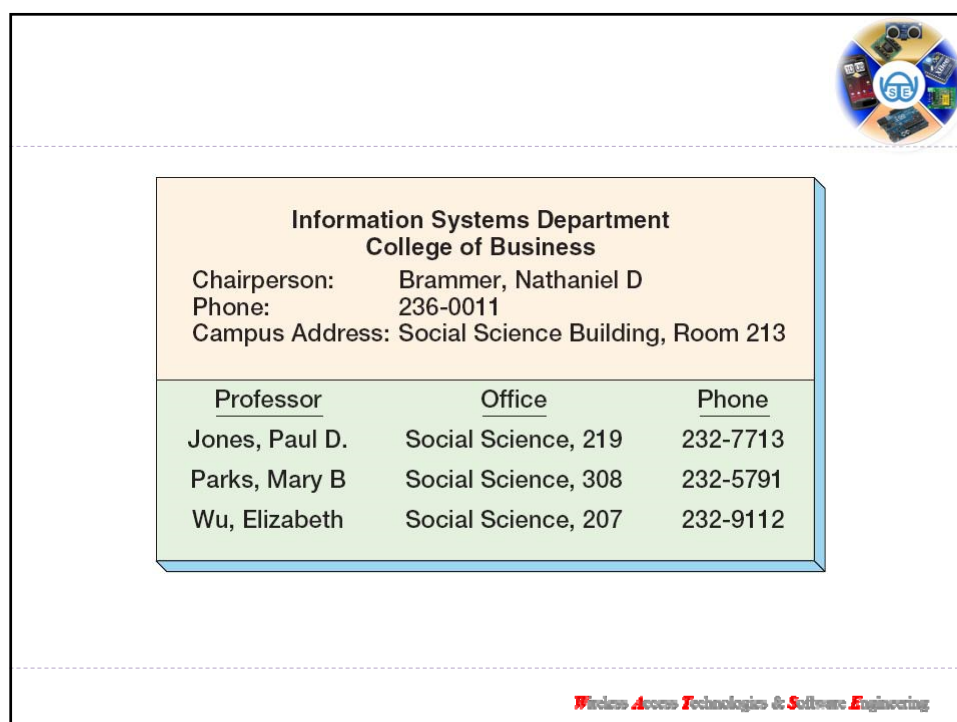 Information Systems Department
College of Business
Chairperson: Brammer, Nathaniel D
Phone: 236-0011
Campus Address: Social Science Building, Room 213
Professor Office Phone
Jones, Paul D. Social Science, 219 232-7713
Parks, Mary B Social Science, 308 232-5791
Wu, Elizabeth Social Science, 207 232-9112
Wireless Access Technologies & Software Engineering